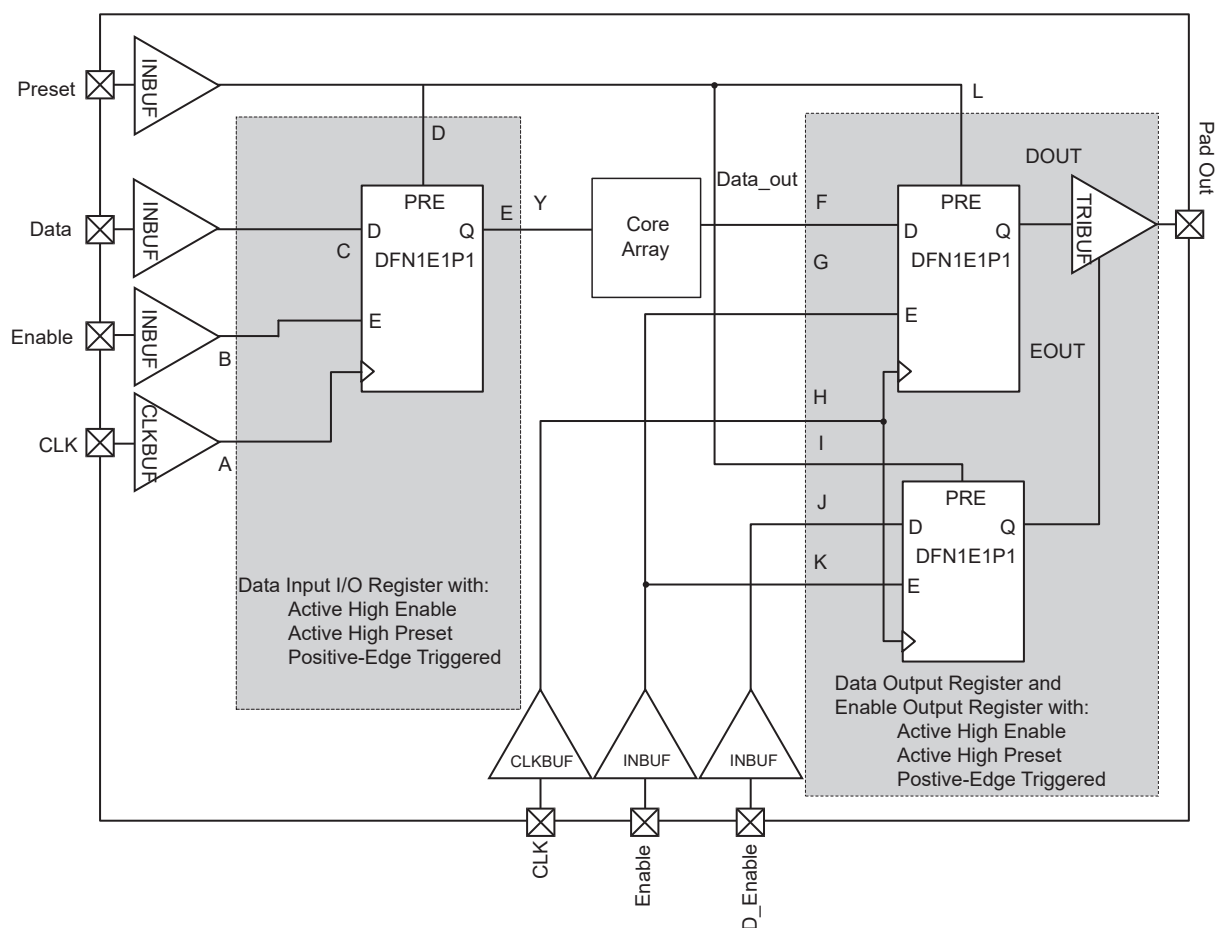 Preset
INBUF
L
D
Pad Out
DOUT
Data_out
PRE
PRE
TRIBUF
Data
INBUF
E
Y
Core
Array
F
D
Q
C
D
Q
DFN1E1P1
DFN1E1P1
G
Enable
INBUF
B
E
E
EOUT
CLK
CLKBUF
A
H
I
PRE
J
D
Q
DFN1E1P1
K
E
Data Input I/O Register with:
Active High Enable
Active High Preset
Positive-Edge Triggered
Data Output Register and
Enable Output Register with:
Active High Enable
Active High Preset
Postive-Edge Triggered
CLKBUF
INBUF
INBUF
CLK
Enable
D_Enable